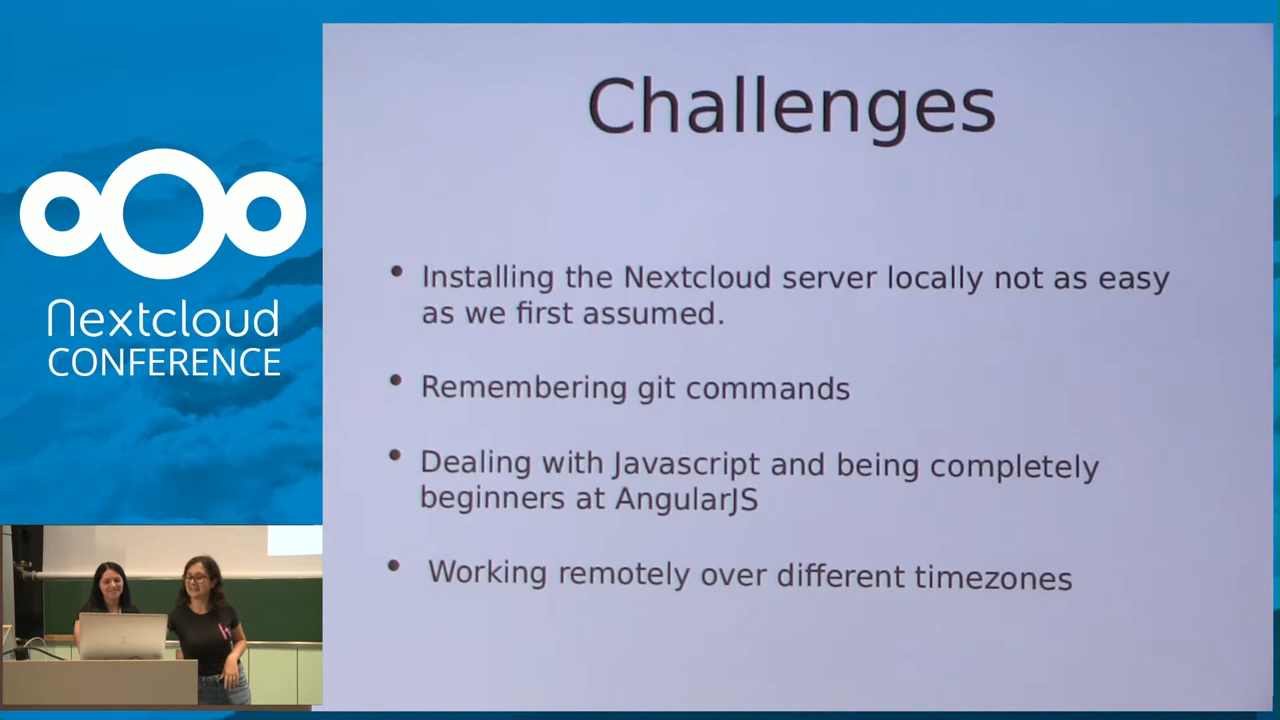 Nextcloud
CONFERENCE
Challenges
• Installing the Nextcloud server locally not as easy
as we first assumed.
• Remembering git commands
• Dealing with Javascript and being completely
beginners at AngularJS
• Working remotely over different timezones